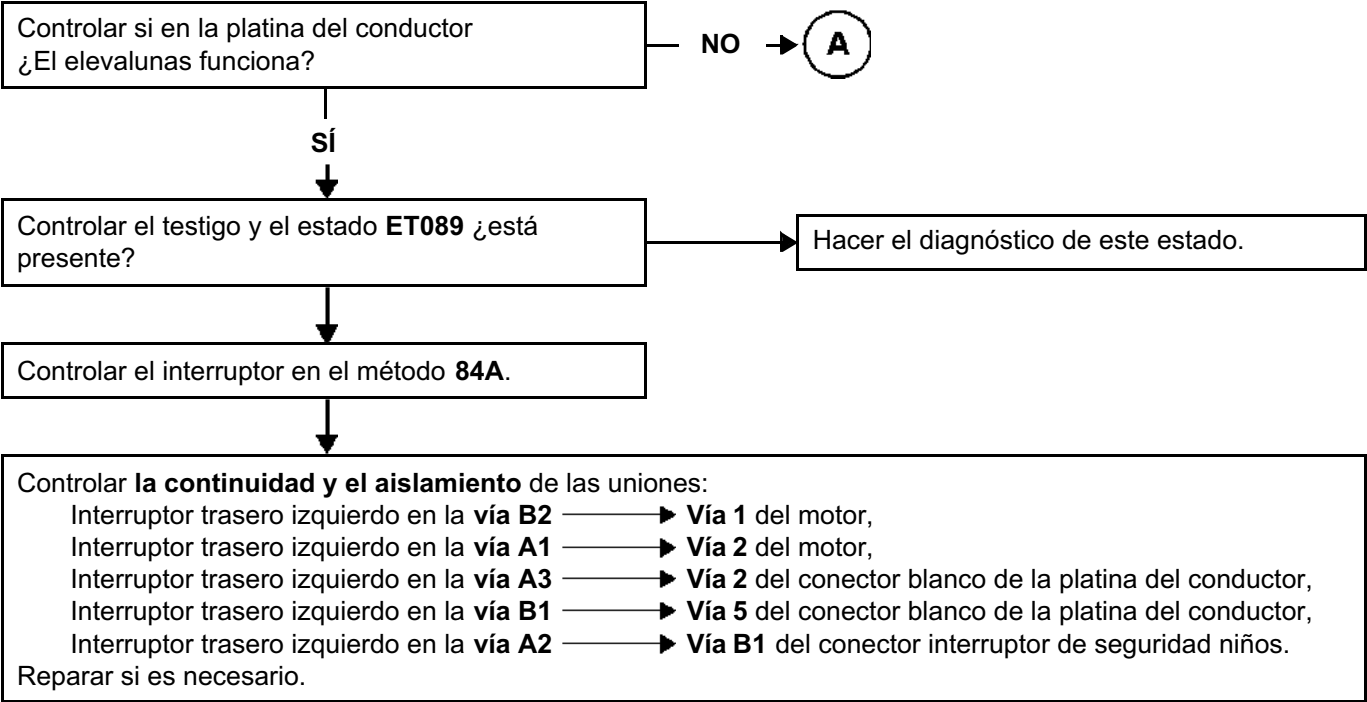 Controlar si en la platina del conductor
¿El elevalunas funciona?
NO
A
SÍ
Controlar el testigo y el estado ET089 ¿está
presente?
Hacer el diagnóstico de este estado.
Controlar el interruptor en el método 84A.
Controlar la continuidad y el aislamiento de las uniones:
Interruptor trasero izquierdo en la vía B2 Vía 1 del motor,
Interruptor trasero izquierdo en la vía A1 Vía 2 del motor,
Interruptor trasero izquierdo en la vía A3 Vía 2 del conector blanco de la platina del conductor,
Interruptor trasero izquierdo en la vía B1 Vía 5 del conector blanco de la platina del conductor,
Interruptor trasero izquierdo en la vía A2 Vía B1 del conector interruptor de seguridad niños.
Reparar si es necesario.